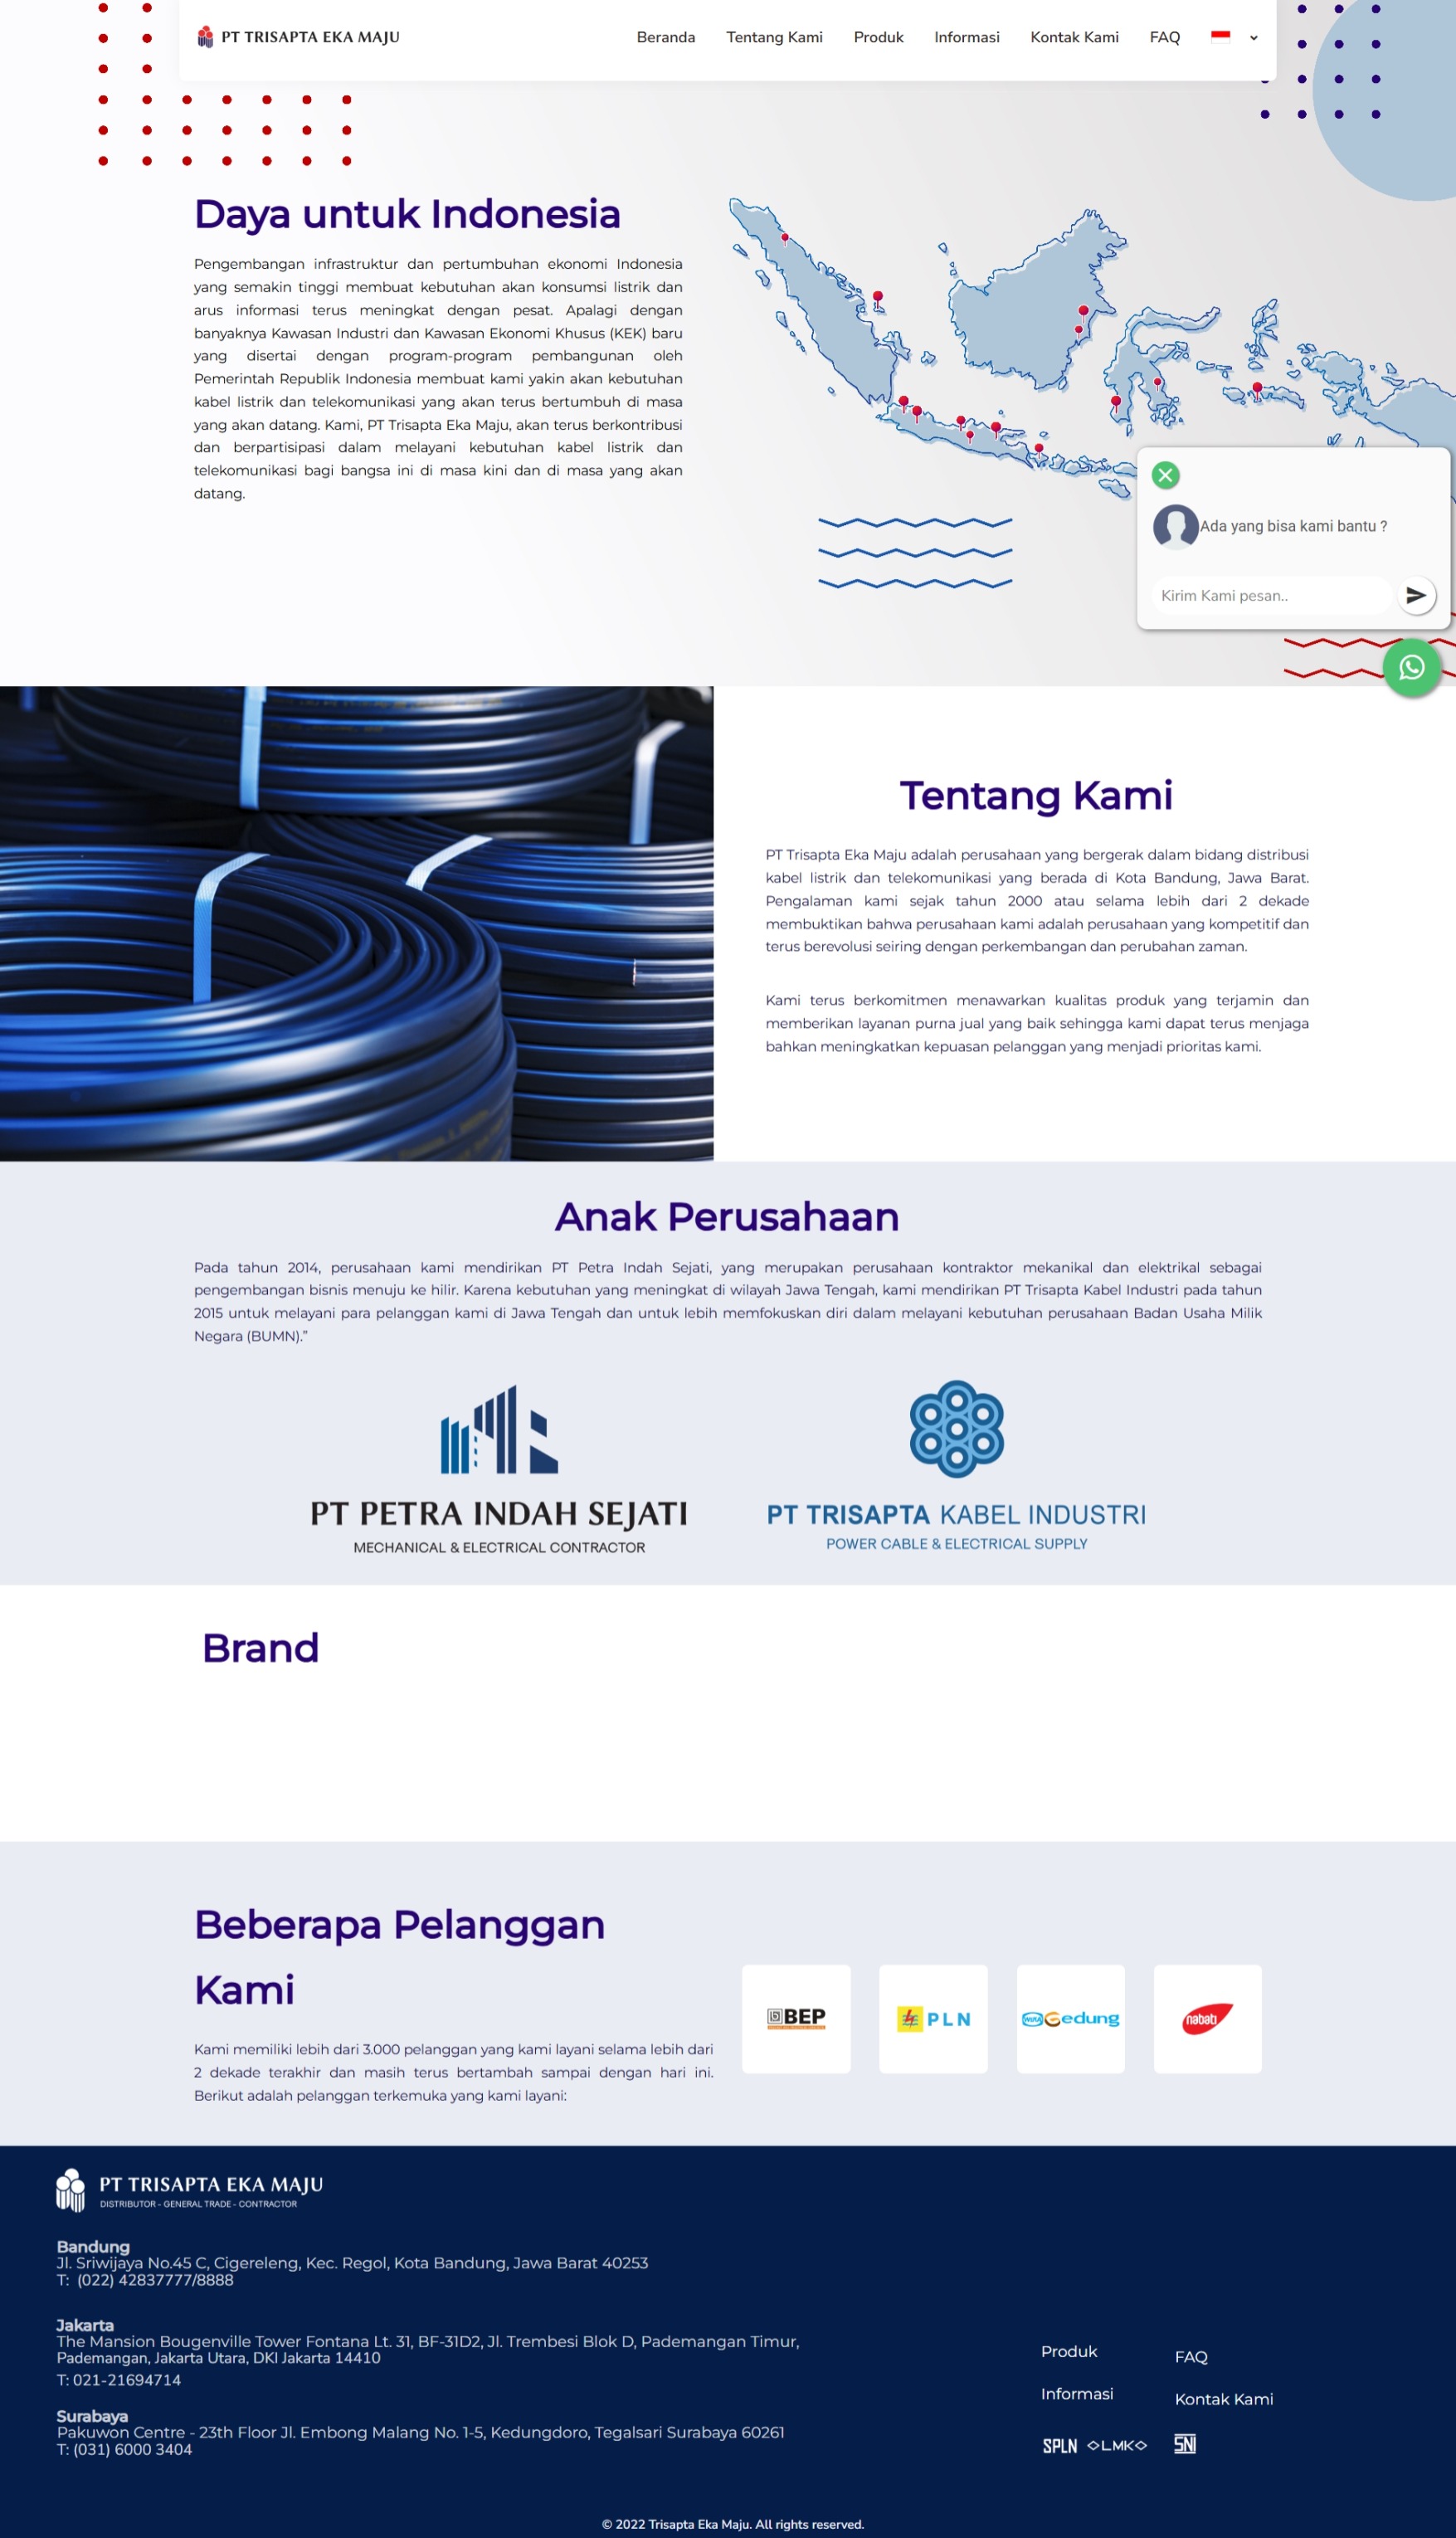 PT TRISAPTA EKA MAJU
Beranda Tentang Kami Produk Informasi Kontak Kami FAQ
Daya untuk Indonesia
Pengembangan infrastruktur dan pertumbuhan ekonomi Indonesia
yang semakin tinggi membuat kebutuhan akan konsumsi listrik dan
arus informasi terus meningkat dengan pesat. Apalagi dengan
banyaknya Kawasan Industri dan Kawasan Ekonomi Khusus (KEK) baru
yang disertai dengan program-program pembangunan oleh
Pemerintah Republik Indonesia membuat kami yakin akan kebutuhan
kabel listrik dan telekomunikasi yang akan terus bertumbuh di masa
yang akan datang. Kami, PT Trisapta Eka Maju, akan terus berkontribusi
dan berpartisipasi dalam melayani kebutuhan kabel listrik dan
telekomunikasi bagi bangsa ini di masa kini dan di masa yang akan
datang.
Ada yang bisa kami bantu ?
Kirim Kami pesan..
Tentang Kami
PT Trisapta Eka Maju adalah perusahaan yang bergerak dalam bidang distribusi
kabel listrik dan telekomunikasi yang berada di Kota Bandung, Jawa Barat.
Pengalaman kami sejak tahun 2000 atau selama lebih dari 2 dekade
membuktikan bahwa perusahaan kami adalah perusahaan yang kompetitif dan
terus berevolusi seiring dengan perkembangan dan perubahan zaman.
Kami terus berkomitmen menawarkan kualitas produk yang terjamin dan
memberikan layanan purna jual yang baik sehingga kami dapat terus menjaga
bahkan meningkatkan kepuasan pelanggan yang menjadi prioritas kami.
Anak Perusahaan
Pada tahun 2014, perusahaan kami mendirikan PT Petra Indah Sejati, yang merupakan perusahaan kontraktor mekanikal dan elektrikal sebagai
pengembangan bisnis menuju ke hilir. Karena kebutuhan yang meningkat di wilayah Jawa Tengah, kami mendirikan PT Trisapta Kabel Industri pada tahun
2015 untuk melayani para pelanggan kami di Jawa Tengah dan untuk lebih memfokuskan diri dalam melayani kebutuhan perusahaan Badan Usaha Milik
Negara (BUMN).”
PT PETRA INDAH SEJATI
MECHANICAL & ELECTRICAL CONTRACTOR
PT TRISAPTA KABEL INDUSTRI
POWER CABLE & ELECTRICAL SUPPLY
Brand
Beberapa Pelanggan
Kami
Kami memiliki lebih dari 3.000 pelanggan yang kami layani selama lebih dari
2 dekade terakhir dan masih terus bertambah sampai dengan hari ini.
Berikut adalah pelanggan terkemuka yang kami layani:
BEP
PLN
WIKA Gedung
nabati
PT TRISAPTA EKA MAJU
DISTRIBUTOR - GENERAL TRADE - CONTRACTOR
Bandung
Jl. Sriwijaya No.45 C, Cigereleng, Kec. Regol, Kota Bandung, Jawa Barat 40253
T: (022) 42837777/8888
Jakarta
The Mansion Bougenville Tower Fontana Lt. 31, BF-31D2, Jl. Trembesi Blok D, Pademangan Timur,
Pademangan, Jakarta Utara, DKI Jakarta 14410
T: 021-21694714
Surabaya
Pakuwon Centre - 23th Floor Jl. Embong Malang No. 1-5, Kedungdoro, Tegalsari Surabaya 60261
T: (031) 6000 3404
Produk
FAQ
Informasi
Kontak Kami
SPLN LMK SNI
© 2022 Trisapta Eka Maju. All rights reserved.